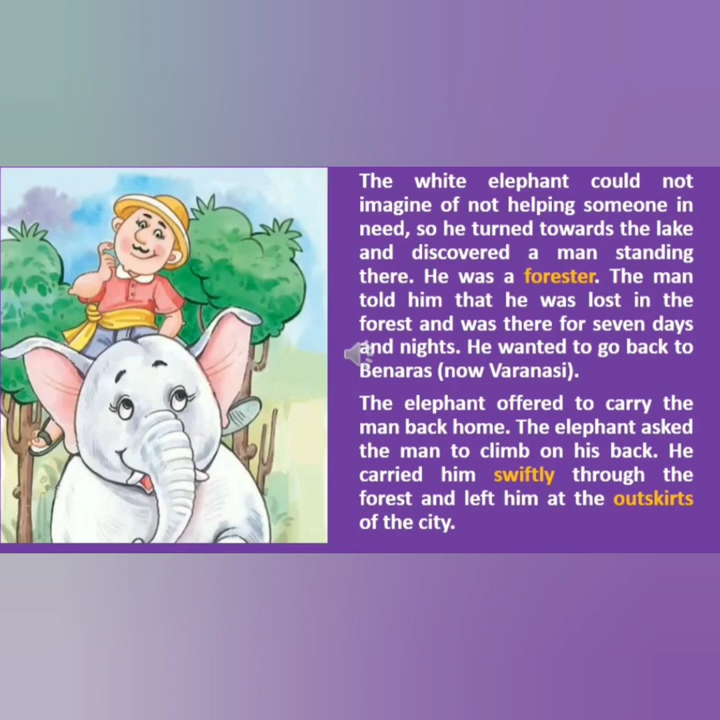 The white elephant could not
imagine of not helping someone in
need, so he turned towards the lake
and discovered a man standing
there. He was a forester. The man
told him that he was lost in the
forest and was there for seven days
and nights. He wanted to go back to
Benaras (now Varanasi).
The elephant offered to carry the
man back home. The elephant asked
the man to climb on his back. He
carried him swiftly through the
forest and left him at the outskirts
of the city.